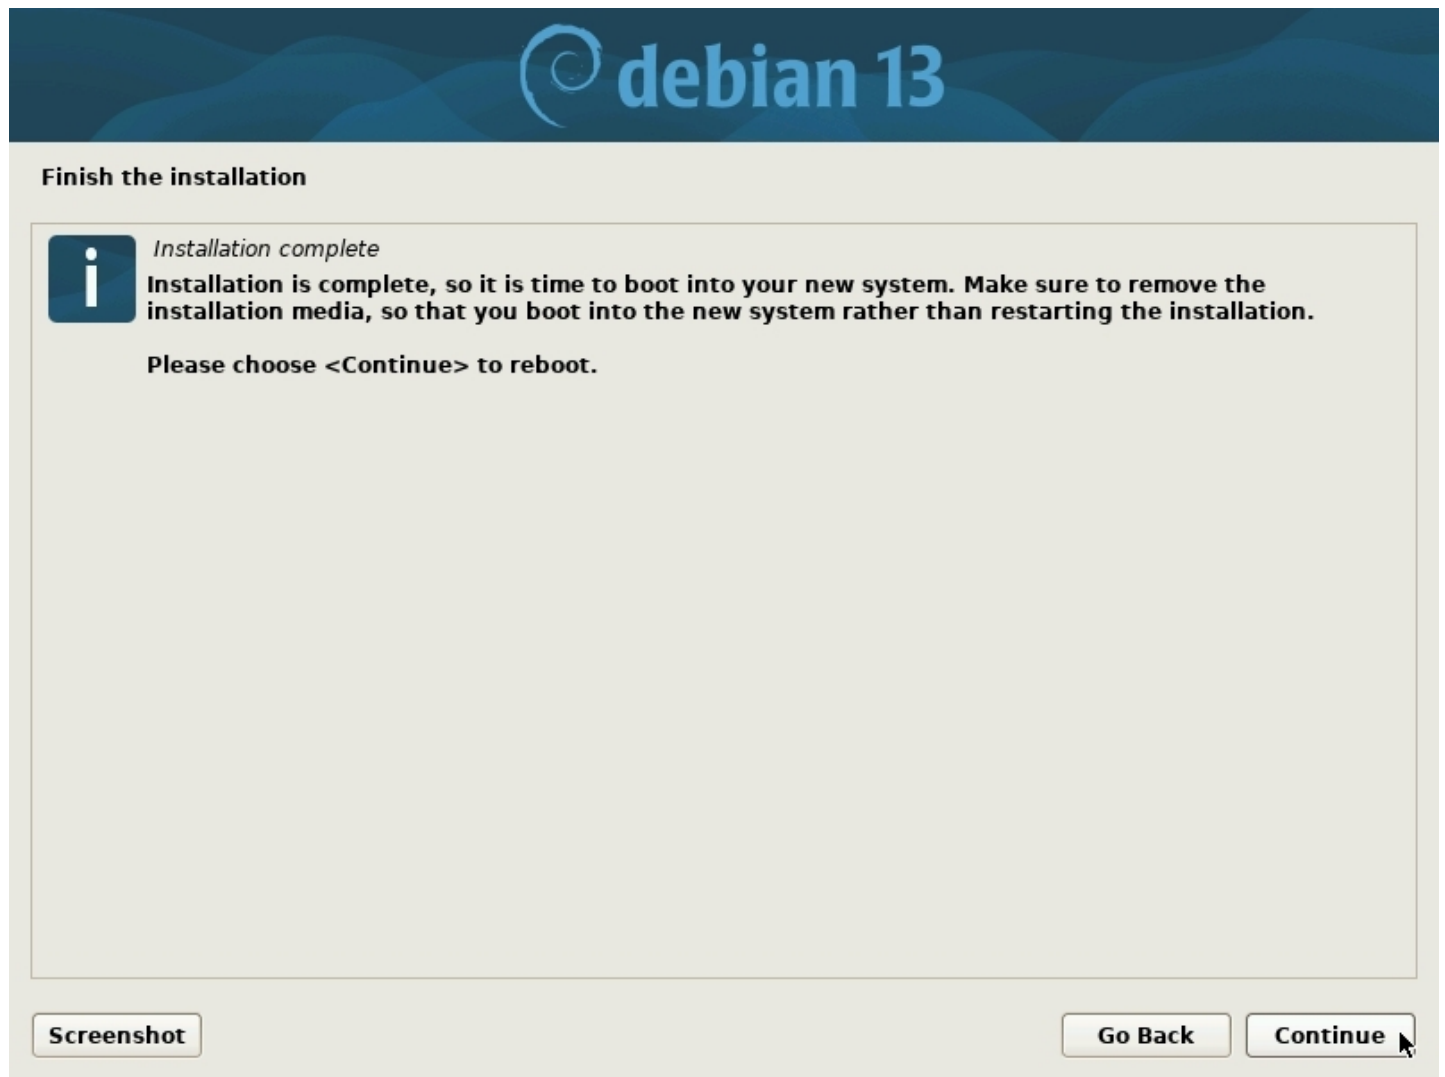 debian 13
Finish the installation
Installation complete
Installation is complete, so it is time to boot into your new system. Make sure to remove the
installation media, so that you boot into the new system rather than restarting the installation.
Please choose <Continue> to reboot.
Screenshot
Go Back
Continue